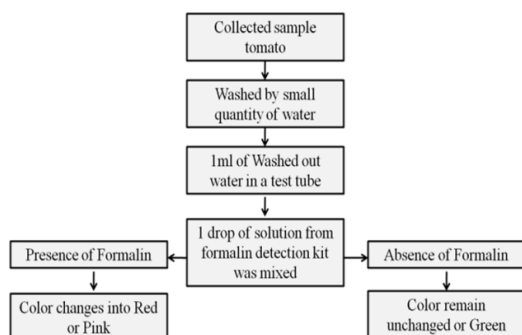 Collected sample
tomato
Washed by small
quantity of water
1ml of Washed out
water in a test tube
1 drop of solution from
formalin detection kit
was mixed
Presence of Formalin
Absence of Formalin
Color changes into Red
or Pink
Color remain
unchanged or Green